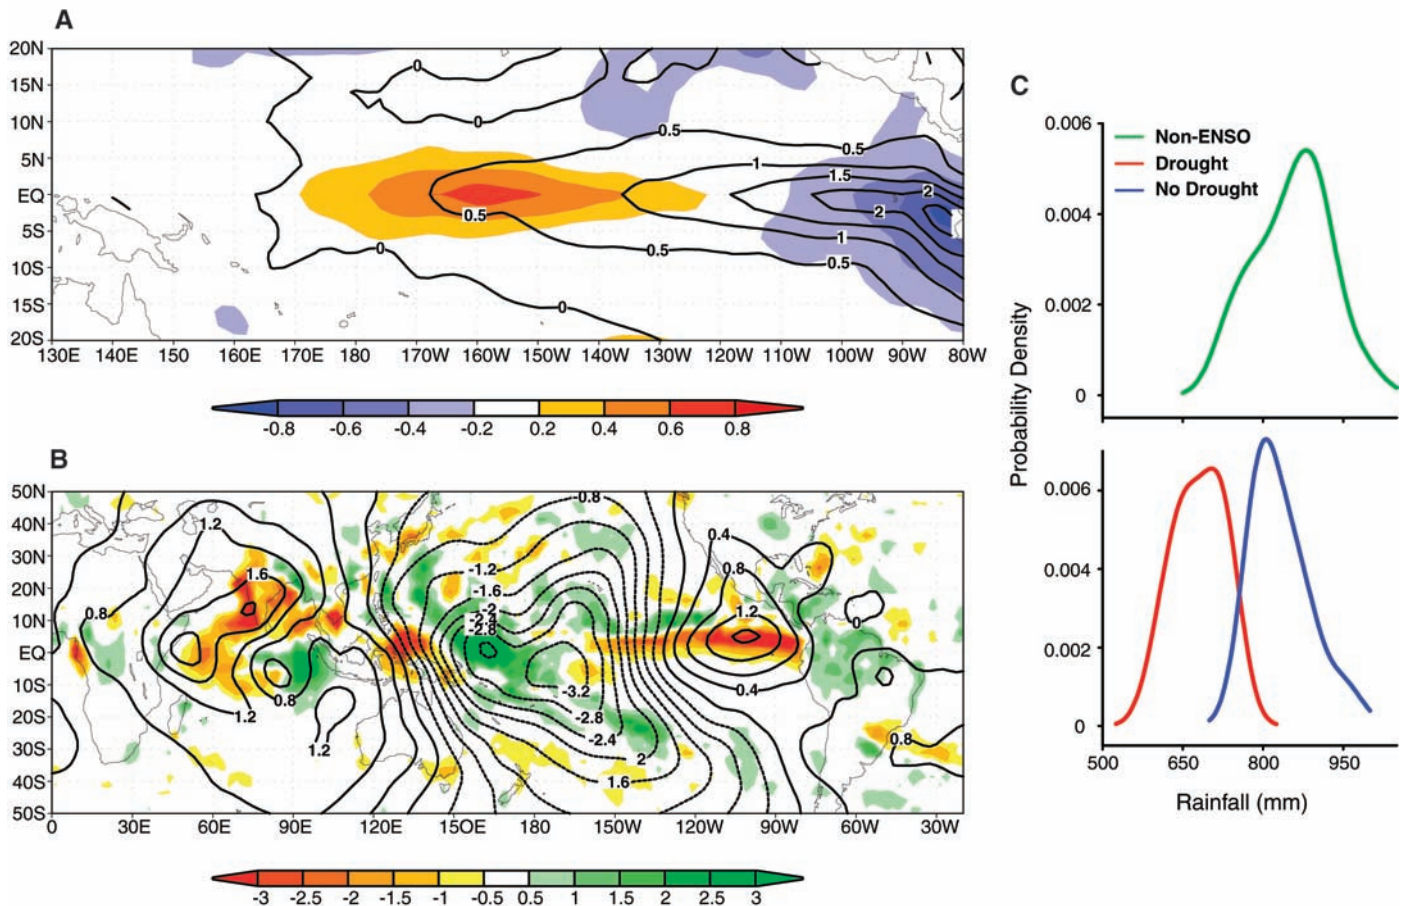 A
20N
15N
10N
5N
EQ
5S
10S
15S
20S
130E 140E 150 160E 170E 180 170W 160W 150W 140W 130W 120W 110W 100W 90W 80W
0
0
0.5
0.5
1
1.5
2
0.5
2
0
0.5
1
0.5
0
-0.8 -0.6 -0.4 -0.2 0.2 0.4 0.6 0.8
B
50N
40N
30N
20N
10N
EQ
10S
20S
30S
40S
50S
0 30E 60E 90E 120E 150E 180 150W 120W 90W 60W 30W
-0.8
1.2
0.4
-1.2
0.8
1.6
-1.6
-2
1.2
0.8
-2.4
0
-2.8
-3.2
0.4
0.8
1.2
-2.8
1.2
-2.4
0.8
2
1.6
-3 -2.5 -2 -1.5 -1 -0.5 0.5 1 1.5 2 2.5 3
C
Non-ENSO
Drought
No Drought
Probability Density
0.006
0.004
0.002
0
0.006
0.004
0.002
0
500 650 800 950
Rainfall (mm)